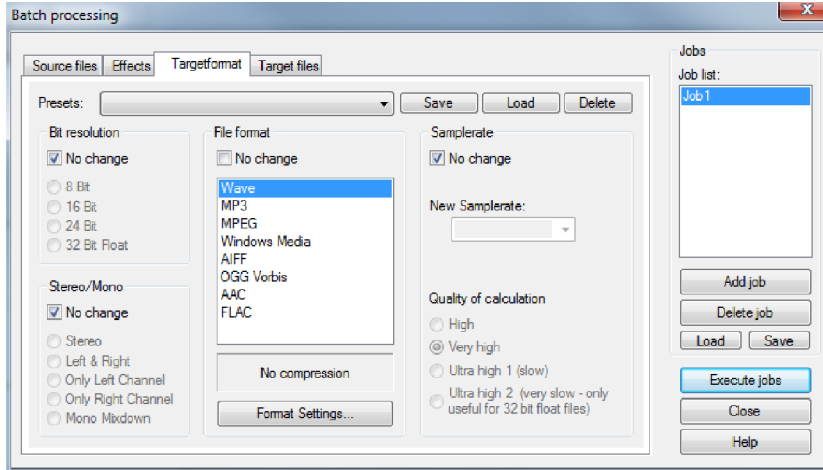 Batch processing
Source files Effects Targetformat Target files
Presets: Save Load Delete
Bit resolution
No change
8 Bit
16 Bit
24 Bit
32 Bit Float
Stereo/Mono
No change
Stereo
Left & Right
Only Left Channel
Only Right Channel
Mono Mixdown
File format
No change
Wave
MP3
MPEG
Windows Media
AIFF
OGG Vorbis
AAC
FLAC
No compression
Format Settings...
Samplerate
No change
New Samplerate:
Quality of calculation
High
Very high
Ultra high 1 (slow)
Ultra high 2 (very slow - only
useful for 32 bit float files)
Jobs
Job list:
Job1
Add job
Delete job
Load Save
Execute jobs
Close
Help